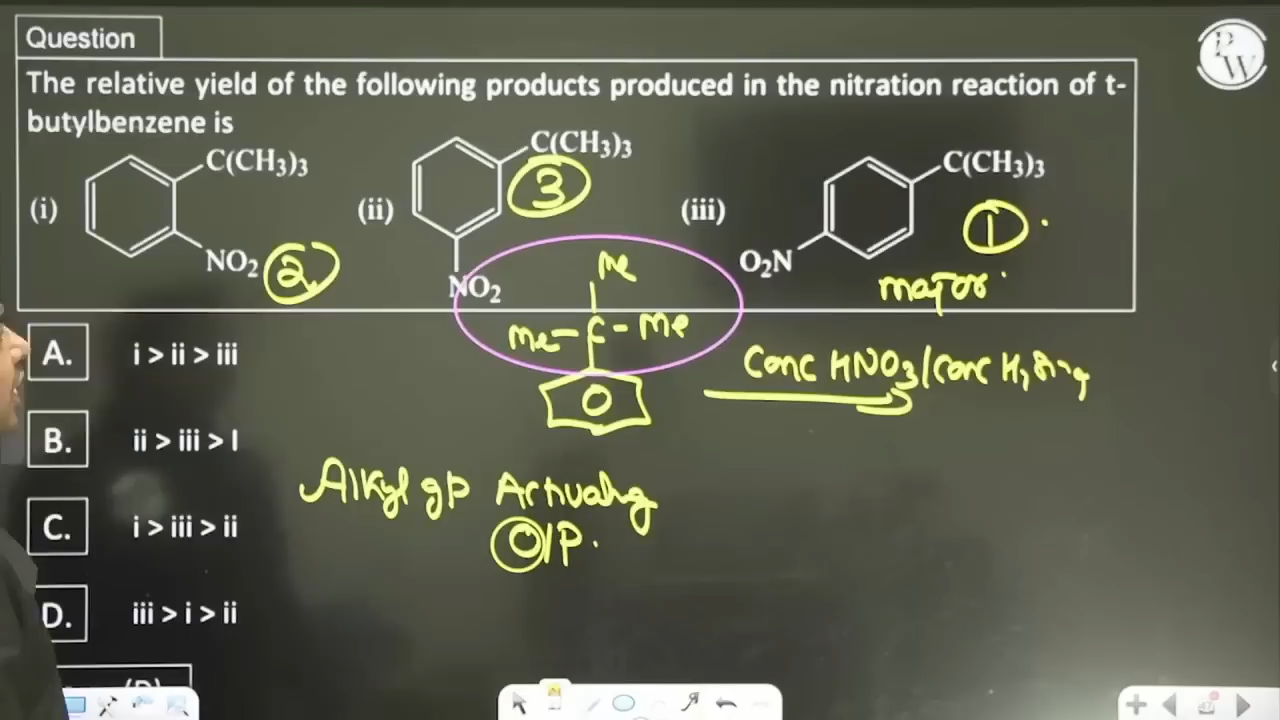 Question
PW
The relative yield of the following products produced in the nitration reaction of t-
butylbenzene is
(i) C(CH3)3 NO2 2
(ii) C(CH3)3 NO2 3
(iii) C(CH3)3 O2N 1
major
Me
Me-C-Me
Conc HNO3/Conc
A. i > ii > iii
B. ii > iii > I
Alkyl gp
O/P.
C. i > iii > ii
D. iii > i > ii